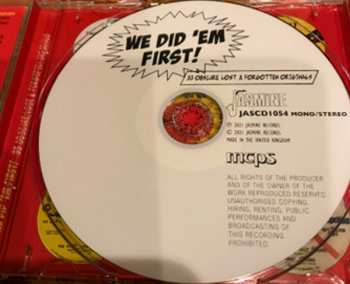 WE DID 'EM
FIRST!
33 OBSCURE LOST & FORGOTTEN ORIGINALS
JASMINE
JASCD1054 MONO/STEREO
℗ 2021 JASMINE RECORDS
© 2021 JASMINE RECORDS
MADE IN THE UNITED KINGDOM
mcps
ALL RIGHTS OF THE PRODUCER
AND OF THE OWNER OF THE
WORK REPRODUCED RESERVED
UNAUTHORISED COPYING,
HIRING, RENTING, PUBLIC
PERFORMANCES AND
BROADCASTING OF
THIS RECORDING
PROHIBITED.